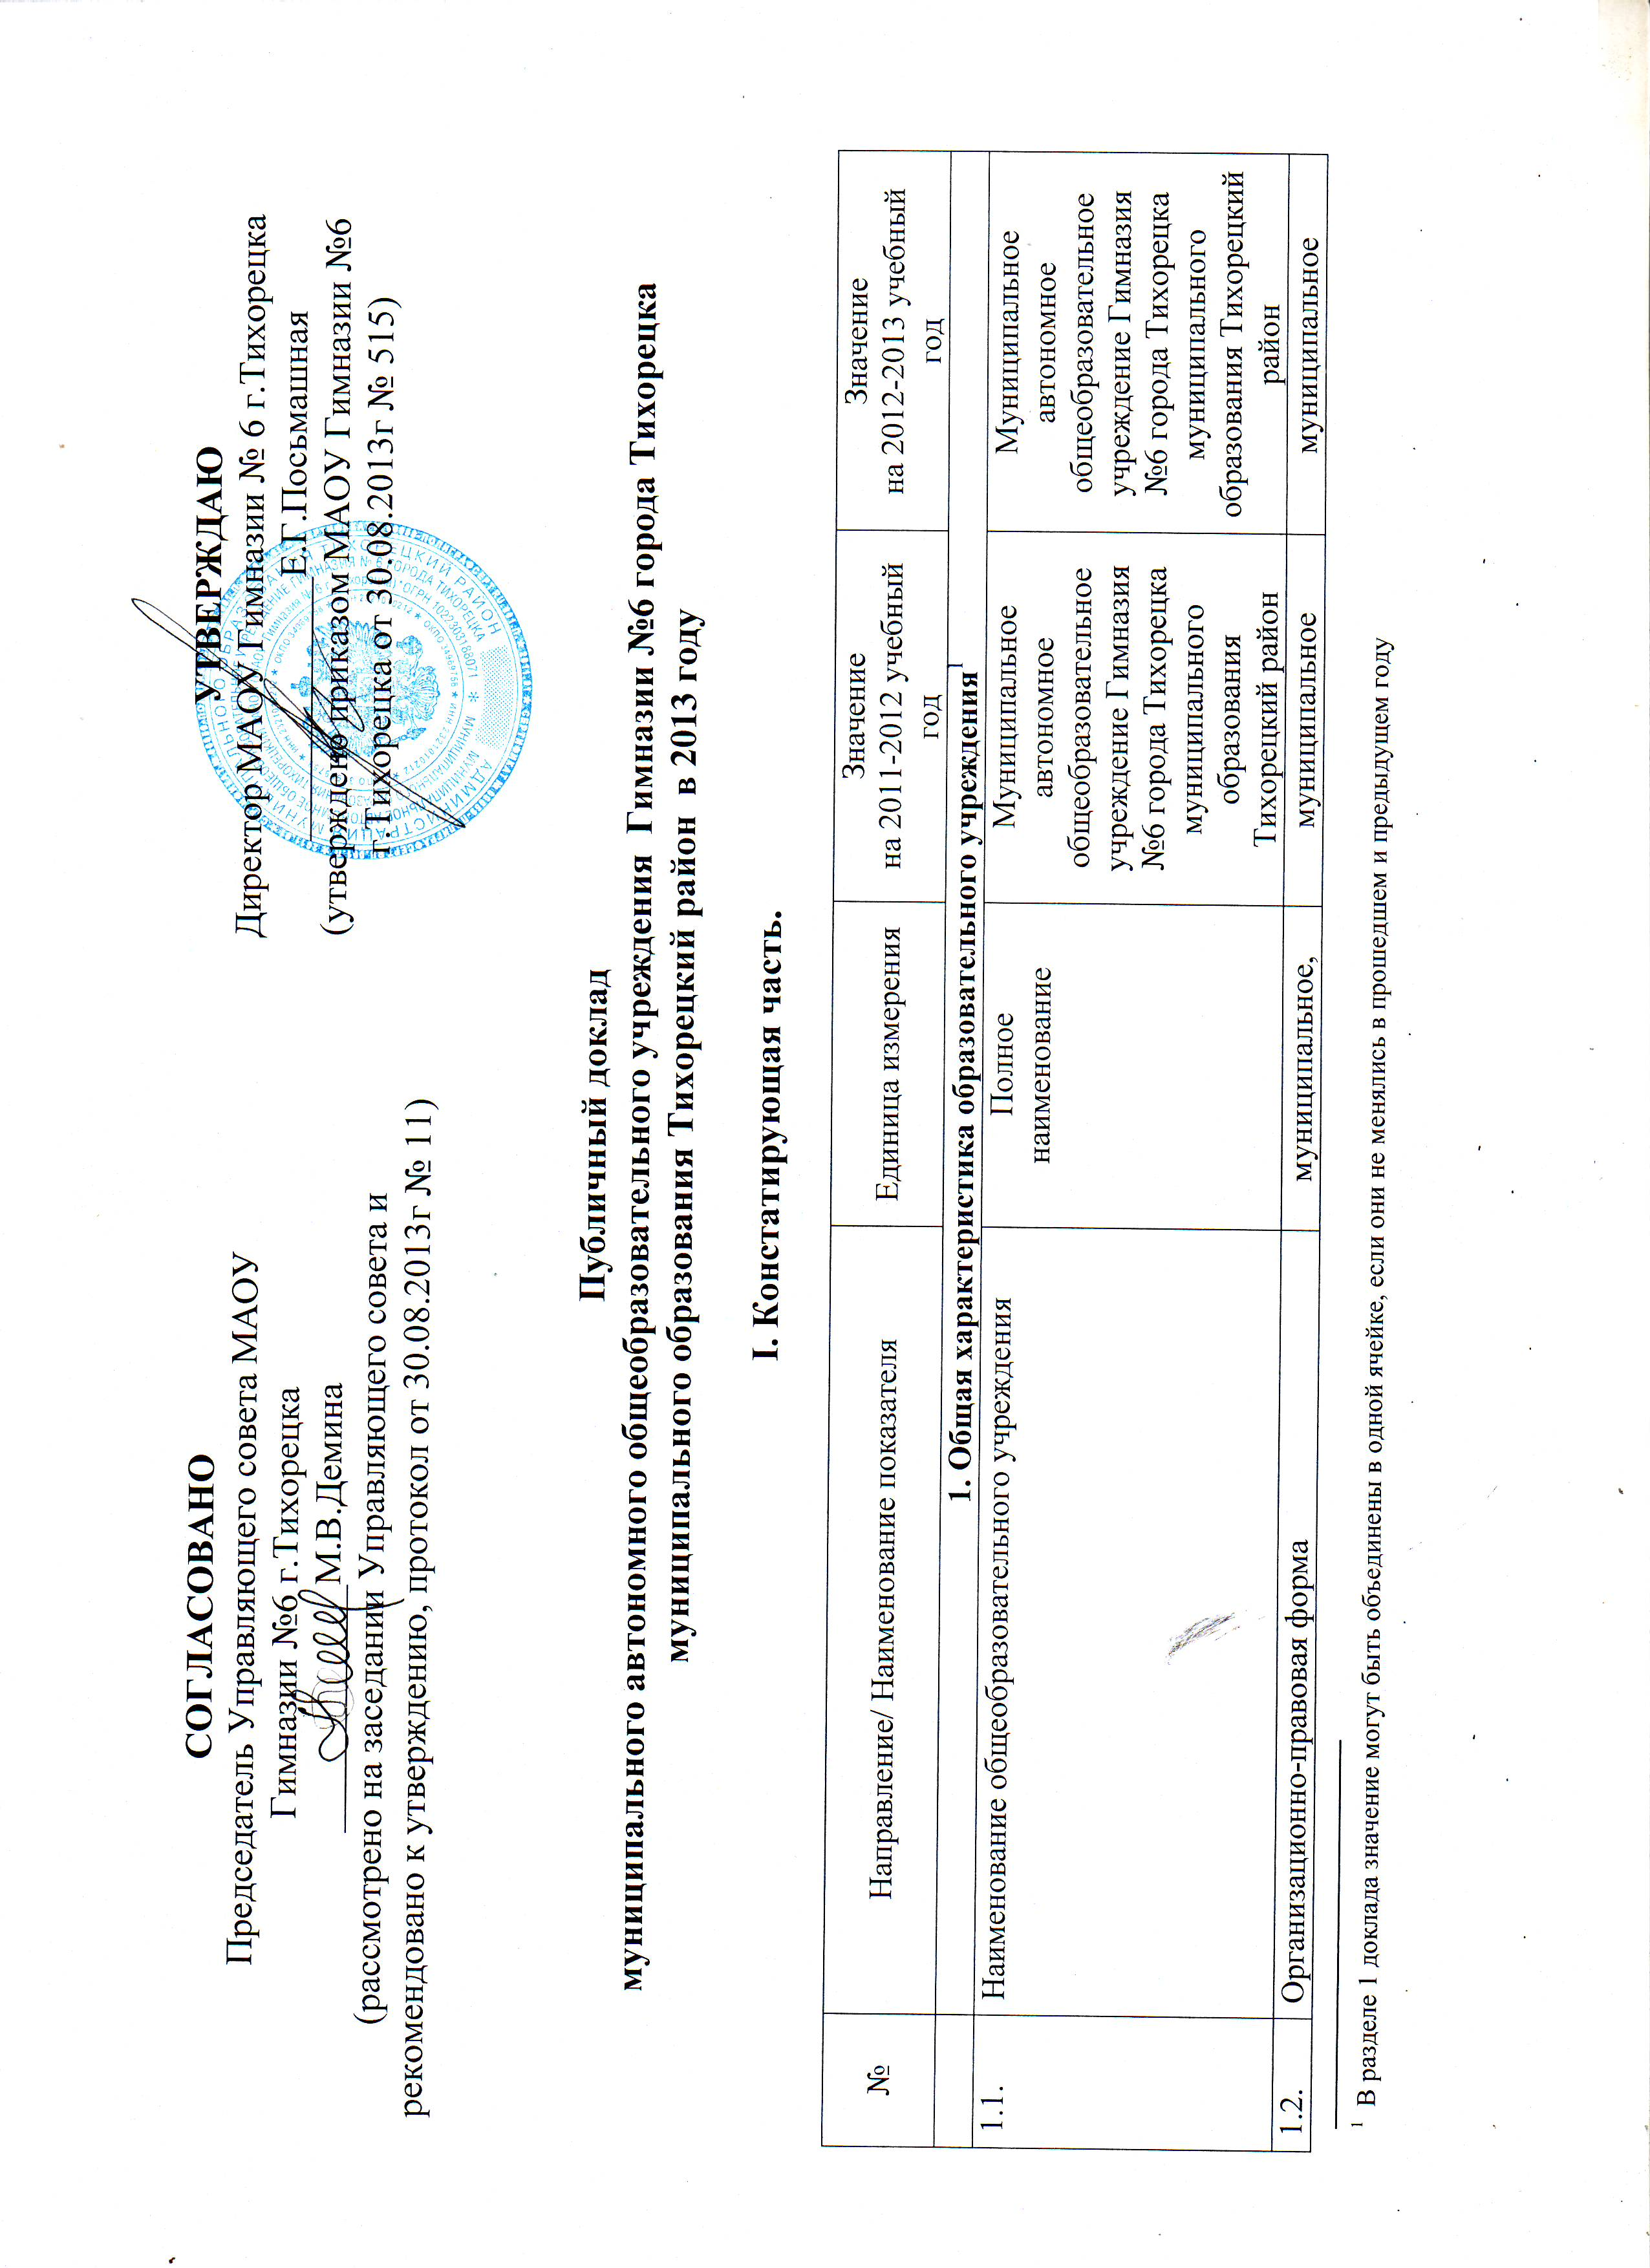 СОГЛАСОВАНО
Председатель Управляющего совета МАОУ
Гимназии №6 г.Тихорецка
М.В.Демина
(рассмотрено на заседании Управляющего совета и
рекомендовано к утверждению, протокол от 30.08.2013г № 11)
УТВЕРЖДАЮ
Директор МАОУ Гимназии № 6 г.Тихорецка
Е.Г.Посьмашная
(утверждено приказом МАОУ Гимназии №6
г.Тихорецка от 30.08.2013г № 515)
Публичный доклад
муниципального автономного общеобразовательного учреждения Гимназии №6 города Тихорецка
муниципального образования Тихорецкий район в 2013 году
I. Констатирующая часть.
№
Направление/ Наименование показателя
Единица измерения
Значение
на 2011-2012 учебный
год
Значение
на 2012-2013 учебный
год
1. Общая характеристика образовательного учреждения1
1.1.
Наименование общеобразовательного учреждения
Полное
наименование
Муниципальное
автономное
общеобразовательное
учреждение Гимназия
№6 города Тихорецка
муниципального
образования
Тихорецкий район
Муниципальное
автономное
общеобразовательное
учреждение Гимназия
№6 города Тихорецка
муниципального
образования Тихорецкий
район
1.2.
Организационно-правовая форма
муниципальное,
муниципальное
муниципальное
1 В разделе 1 доклада значение могут быть объединены в одной ячейке, если они не менялись в прошедшем и предыдущем году